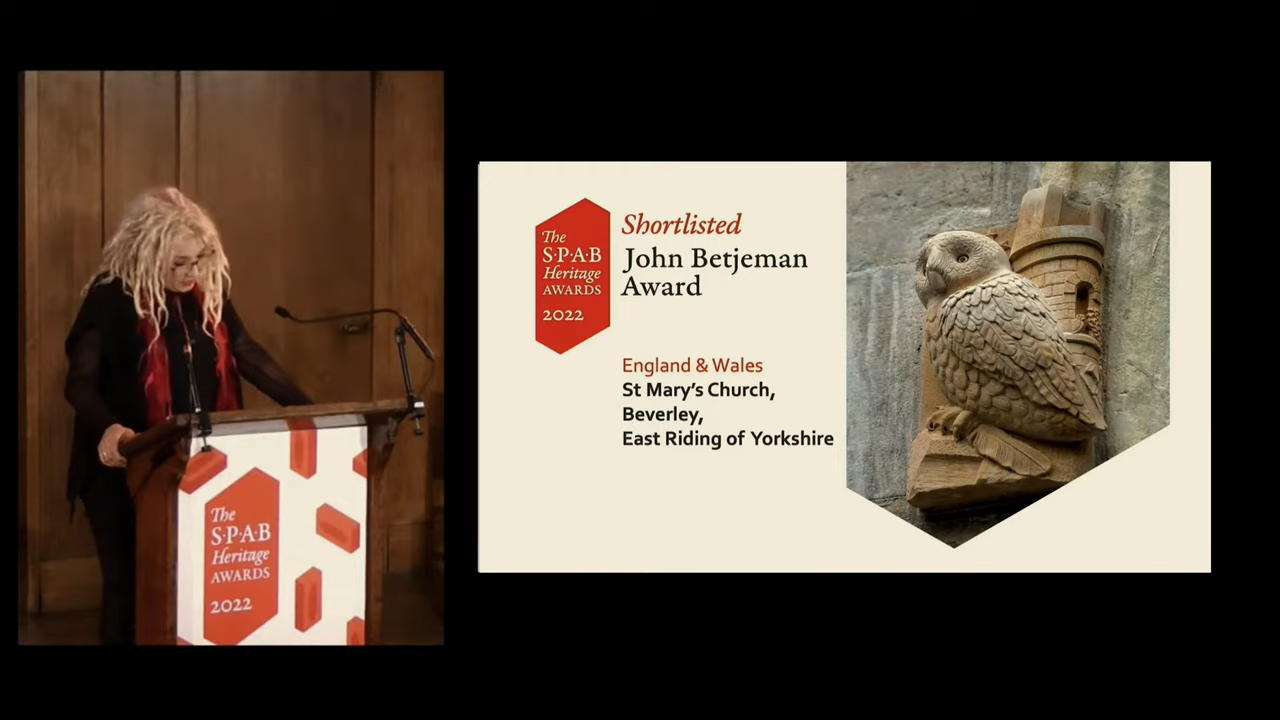 The
S·P·A·B
Heritage
AWARDS
2022
Shortlisted
John Betjeman
Award
England & Wales
St Mary's Church,
Beverley,
East Riding of Yorkshire
The
S·P·A·B
Heritage
AWARDS
2022